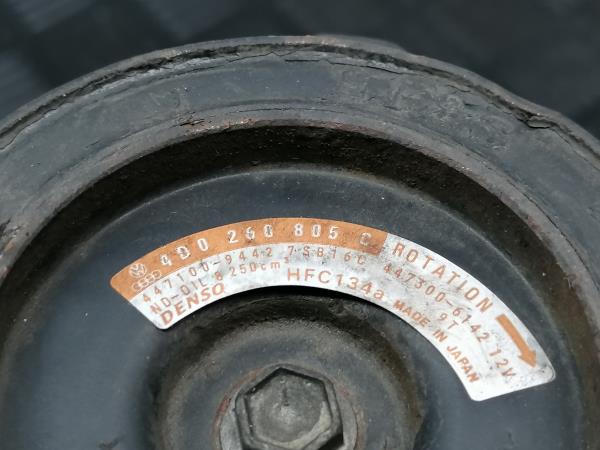 4D0 260 805 C ROTATION
447100-9442 7SB16C 447300-6142 12V
ND-OIL 8 250cm³ HFC134a 9T
DENSO MADE IN JAPAN